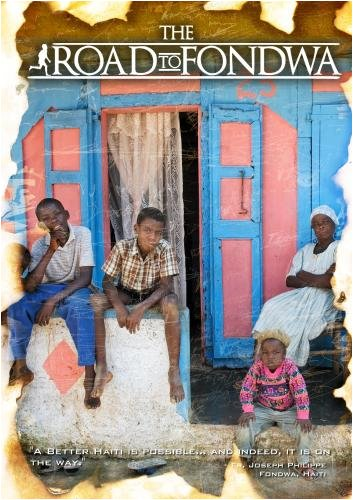 THE
ROAD TO FONDWA
"A BETTER HAITI IS POSSIBLE... AND INDEED, IT IS ON
THE WAY."
- FR. JOSEPH PHILIPPE
FONDWA, HAITI